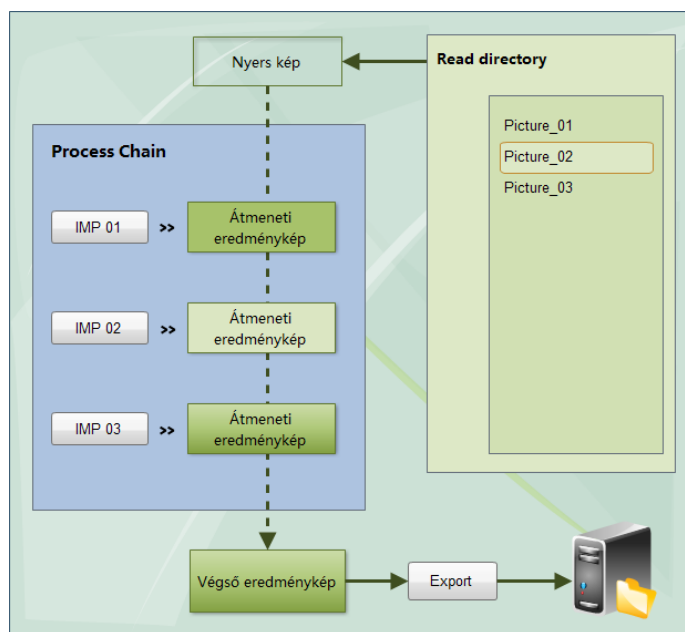 Nyers kép
Read directory
Picture_01
Picture_02
Picture_03
Process Chain
IMP 01
>>
Átmeneti
eredménykép
IMP 02
>>
Átmeneti
eredménykép
IMP 03
>>
Átmeneti
eredménykép
Végső eredménykép
Export